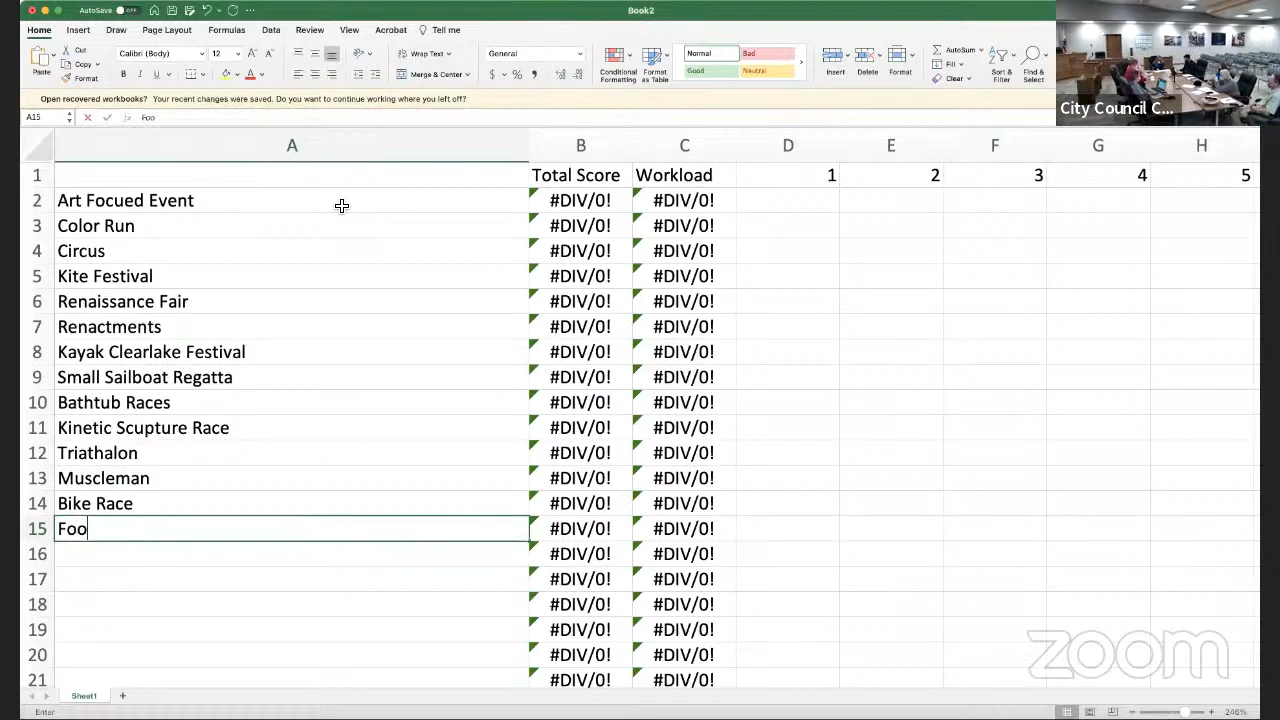 AutoSave OFF Book2
Home Insert Draw Page Layout Formulas Data Review View Acrobat Tell me
Paste Cut Copy Format Calibri (Body) 12 B I U Wrap Text Merge & Center General $ % Conditional Formatting Format as Table Normal Bad Good Neutral Insert Delete Format AutoSum Fill Clear Sort & Filter Find & Select
Open recovered workbooks? Your recent changes were saved. Do you want to continue working where you left off?
City Council C...
A15 fx Foo
A B C D E F G H
1 Total Score Workload 1 2 3 4 5
2 Art Focued Event #DIV/0! #DIV/0!
3 Color Run #DIV/0! #DIV/0!
4 Circus #DIV/0! #DIV/0!
5 Kite Festival #DIV/0! #DIV/0!
6 Renaissance Fair #DIV/0! #DIV/0!
7 Renactments #DIV/0! #DIV/0!
8 Kayak Clearlake Festival #DIV/0! #DIV/0!
9 Small Sailboat Regatta #DIV/0! #DIV/0!
10 Bathtub Races #DIV/0! #DIV/0!
11 Kinetic Scupture Race #DIV/0! #DIV/0!
12 Triathalon #DIV/0! #DIV/0!
13 Muscleman #DIV/0! #DIV/0!
14 Bike Race #DIV/0! #DIV/0!
15 Foo #DIV/0! #DIV/0!
16 #DIV/0! #DIV/0!
17 #DIV/0! #DIV/0!
18 #DIV/0! #DIV/0!
19 #DIV/0! #DIV/0!
20 #DIV/0! #DIV/0!
21 #DIV/0! #DIV/0!
zoom
Sheet1
Enter 246%